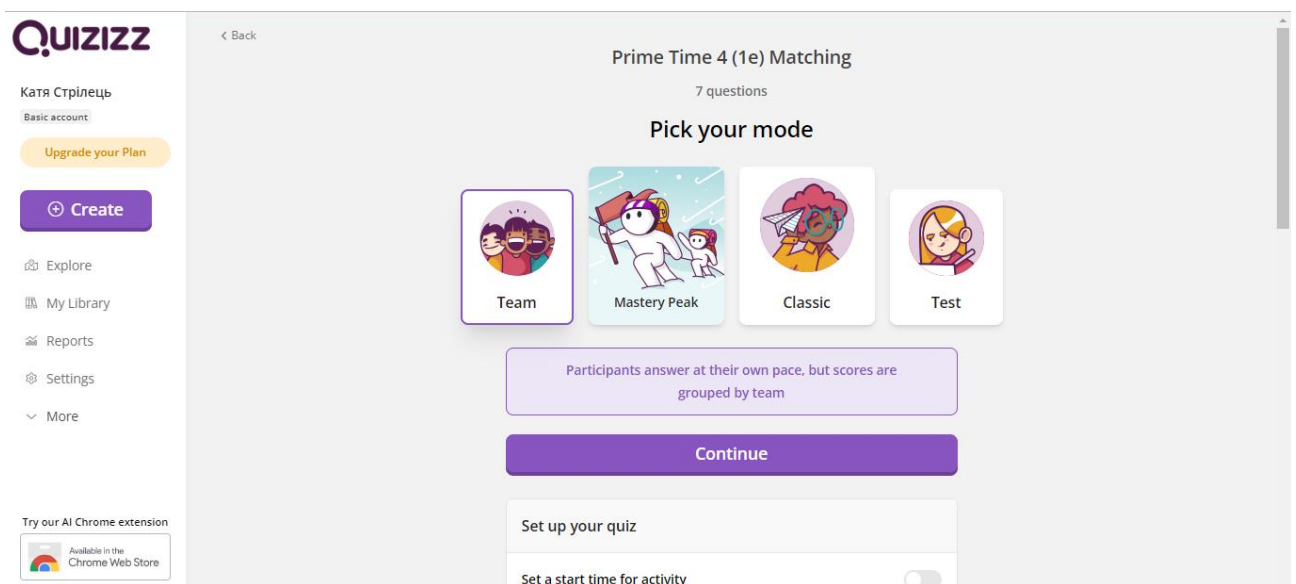 QUIZIZZ
Катя Стрілець
Basic account
Upgrade your Plan
Create
Explore
My Library
Reports
Settings
More
Try our AI Chrome extension
Available in the
Chrome Web Store
< Back
Prime Time 4 (1e) Matching
7 questions
Pick your mode
Team
Mastery Peak
Classic
Test
Participants answer at their own pace, but scores are
grouped by team
Continue
Set up your quiz
Set a start time for activity